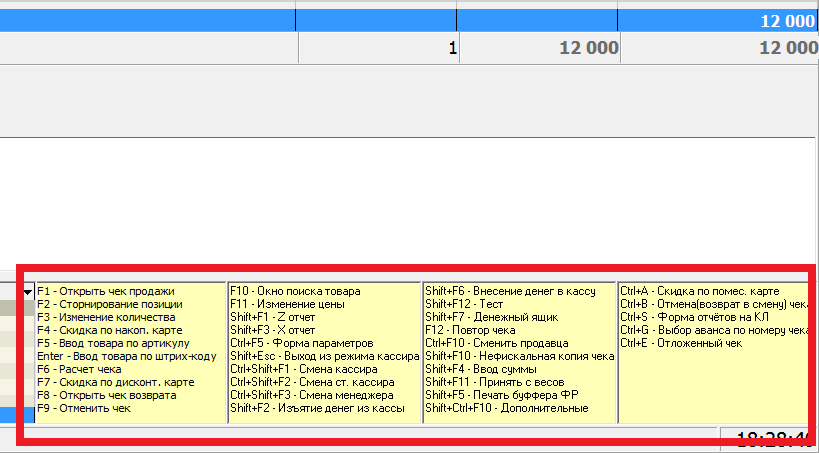 12 000
1 12 000 12 000
F1 - Открыть чек продажи
F2 - Сторнирование позиции
F3 - Изменение количества
F4 - Скидка по накоп. карте
F5 - Ввод товара по артикулу
Enter - Ввод товара по штрих-коду
F6 - Расчет чека
F7 - Скидка по дисконт. карте
F8 - Открыть чек возврата
F9 - Отменить чек
F10 - Окно поиска товара
F11 - Изменение цены
Shift+F1 - Z отчет
Shift+F3 - X отчет
Ctrl+F5 - Форма параметров
Shift+Esc - Выход из режима кассира
Ctrl+Shift+F1 - Смена кассира
Ctrl+Shift+F2 - Смена ст. кассира
Ctrl+Shift+F3 - Смена менеджера
Shift+F2 - Изъятие денег из кассы
Shift+F6 - Внесение денег в кассу
Shift+F12 - Тест
Shift+F7 - Денежный ящик
F12 - Повтор чека
Ctrl+F10 - Сменить продавца
Shift+F10 - Нефискальная копия чека
Shift+F4 - Ввод суммы
Shift+F11 - Принять с весов
Shift+F5 - Печать буффера ФР
Shift+Ctrl+F10 - Дополнительные
Ctrl+A - Скидка по помес. карте
Ctrl+B - Отмена(возврат в смену) чека
Ctrl+S - Форма отчётов на КЛ
Ctrl+G - Выбор аванса по номеру чека
Ctrl+E - Отложенный чек